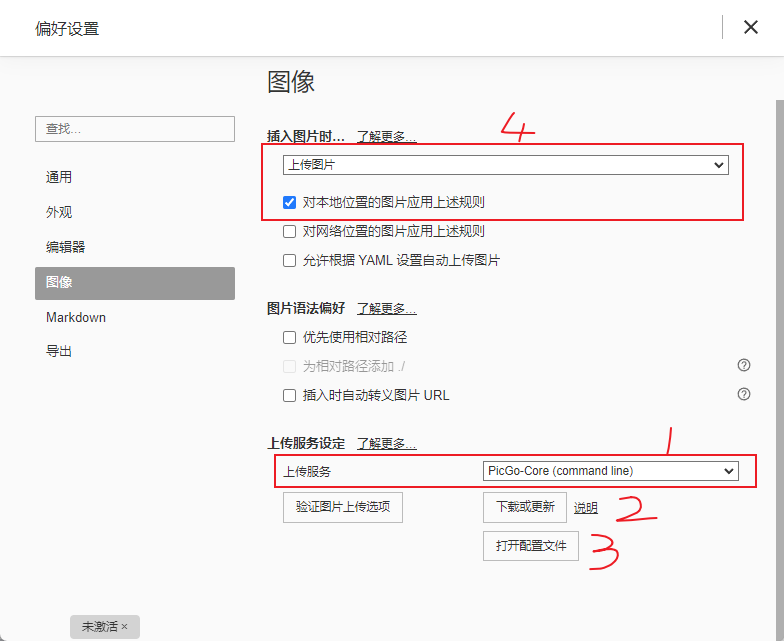 偏好设置
图像
查找...
通用
外观
编辑器
图像
Markdown
导出
插入图片时... 了解更多...
4
上传图片
对本地位置的图片应用上述规则
对网络位置的图片应用上述规则
允许根据 YAML 设置自动上传图片
图片语法偏好 了解更多...
优先使用相对路径
为相对路径添加 ./
插入时自动转义图片 URL
上传服务设定 了解更多...
1
上传服务 PicGo-Core (command line)
验证图片上传选项 下载或更新 说明 2
打开配置文件 3
未激活 ×